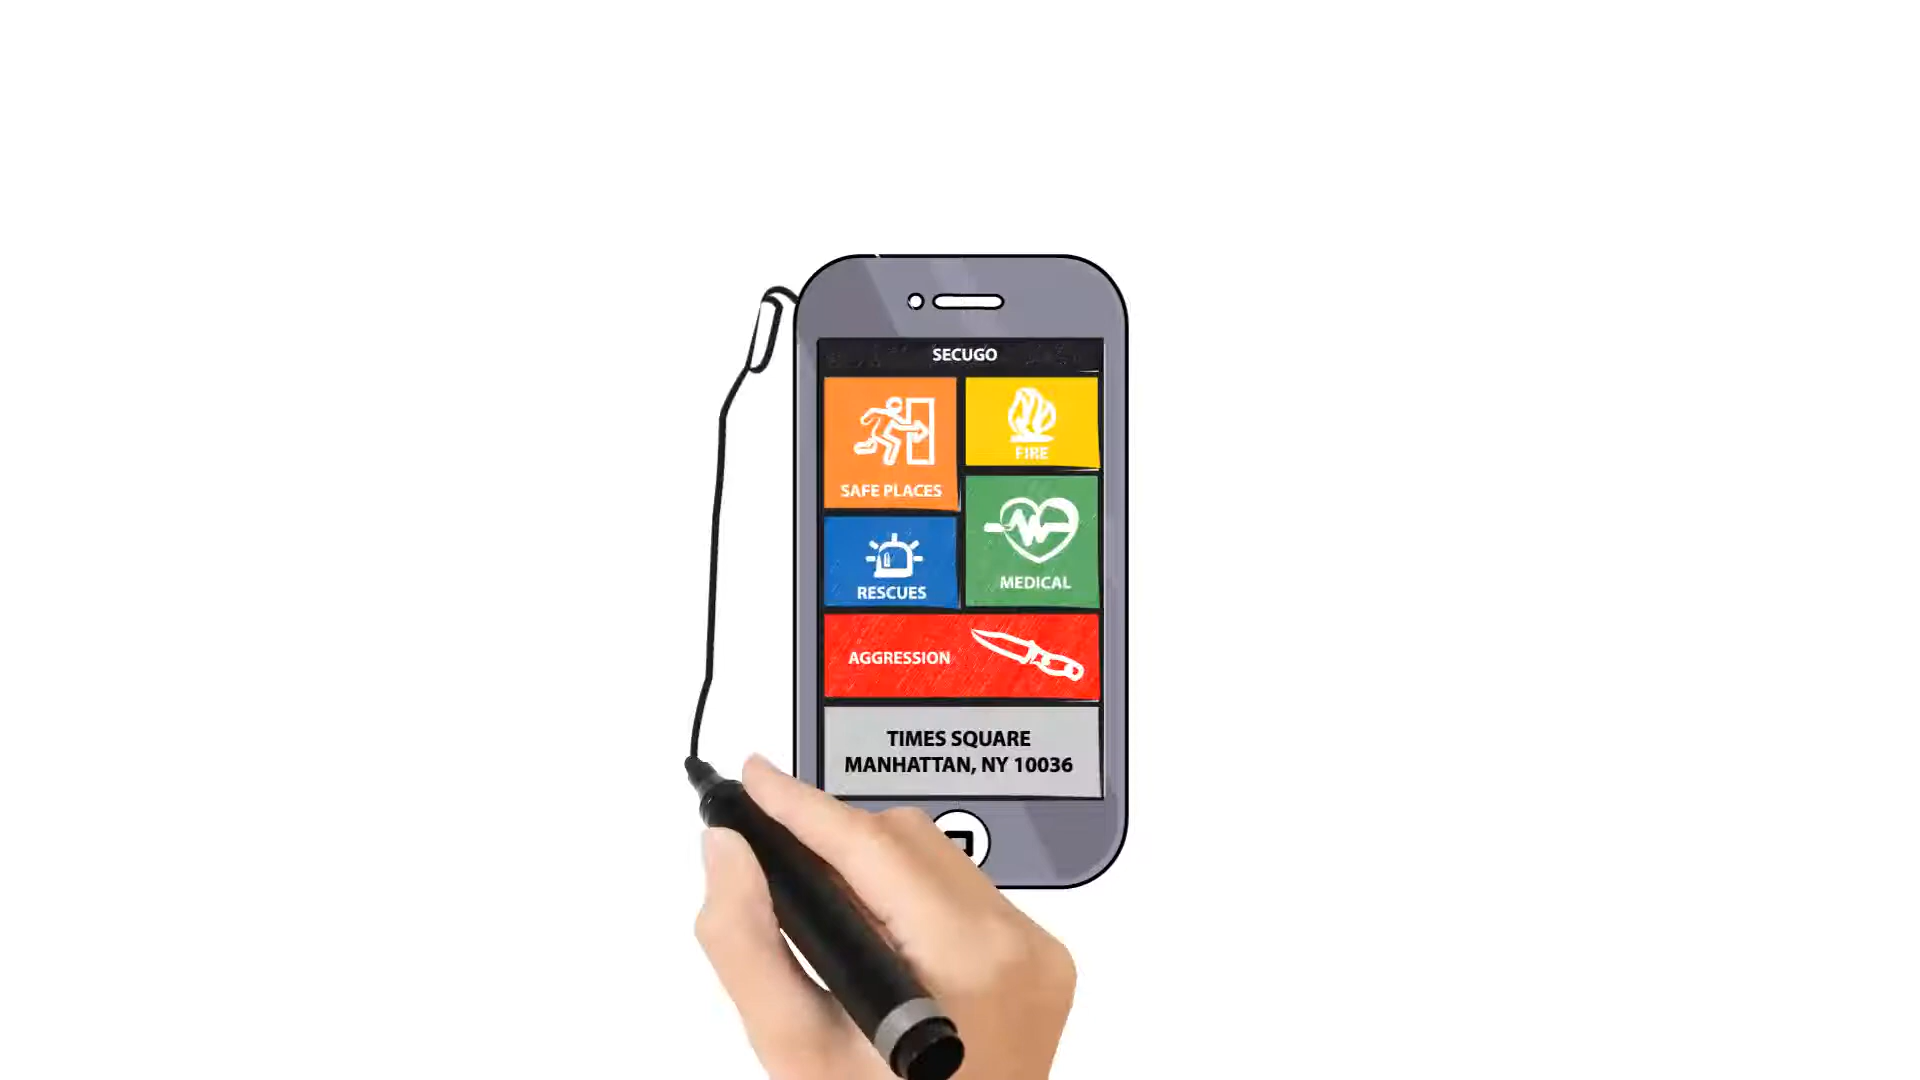 SECUGO
SAFE PLACES
FIRE
RESCUES
MEDICAL
AGGRESSION
TIMES SQUARE
MANHATTAN, NY 10036